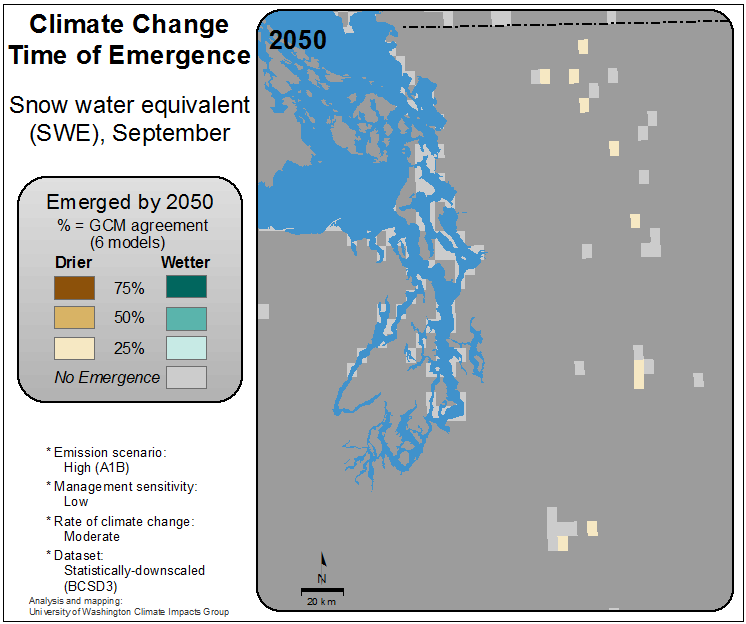 Climate Change
Time of Emergence
Snow water equivalent
(SWE), September
Emerged by 2050
% = GCM agreement
(6 models)
Drier Wetter
75%
50%
25%
No Emergence
* Emission scenario:
High (A1B)
* Management sensitivity:
Low
* Rate of climate change:
Moderate
* Dataset:
Statistically-downscaled
(BCSD3)
Analysis and mapping:
University of Washington Climate Impacts Group
2050
N
20 km